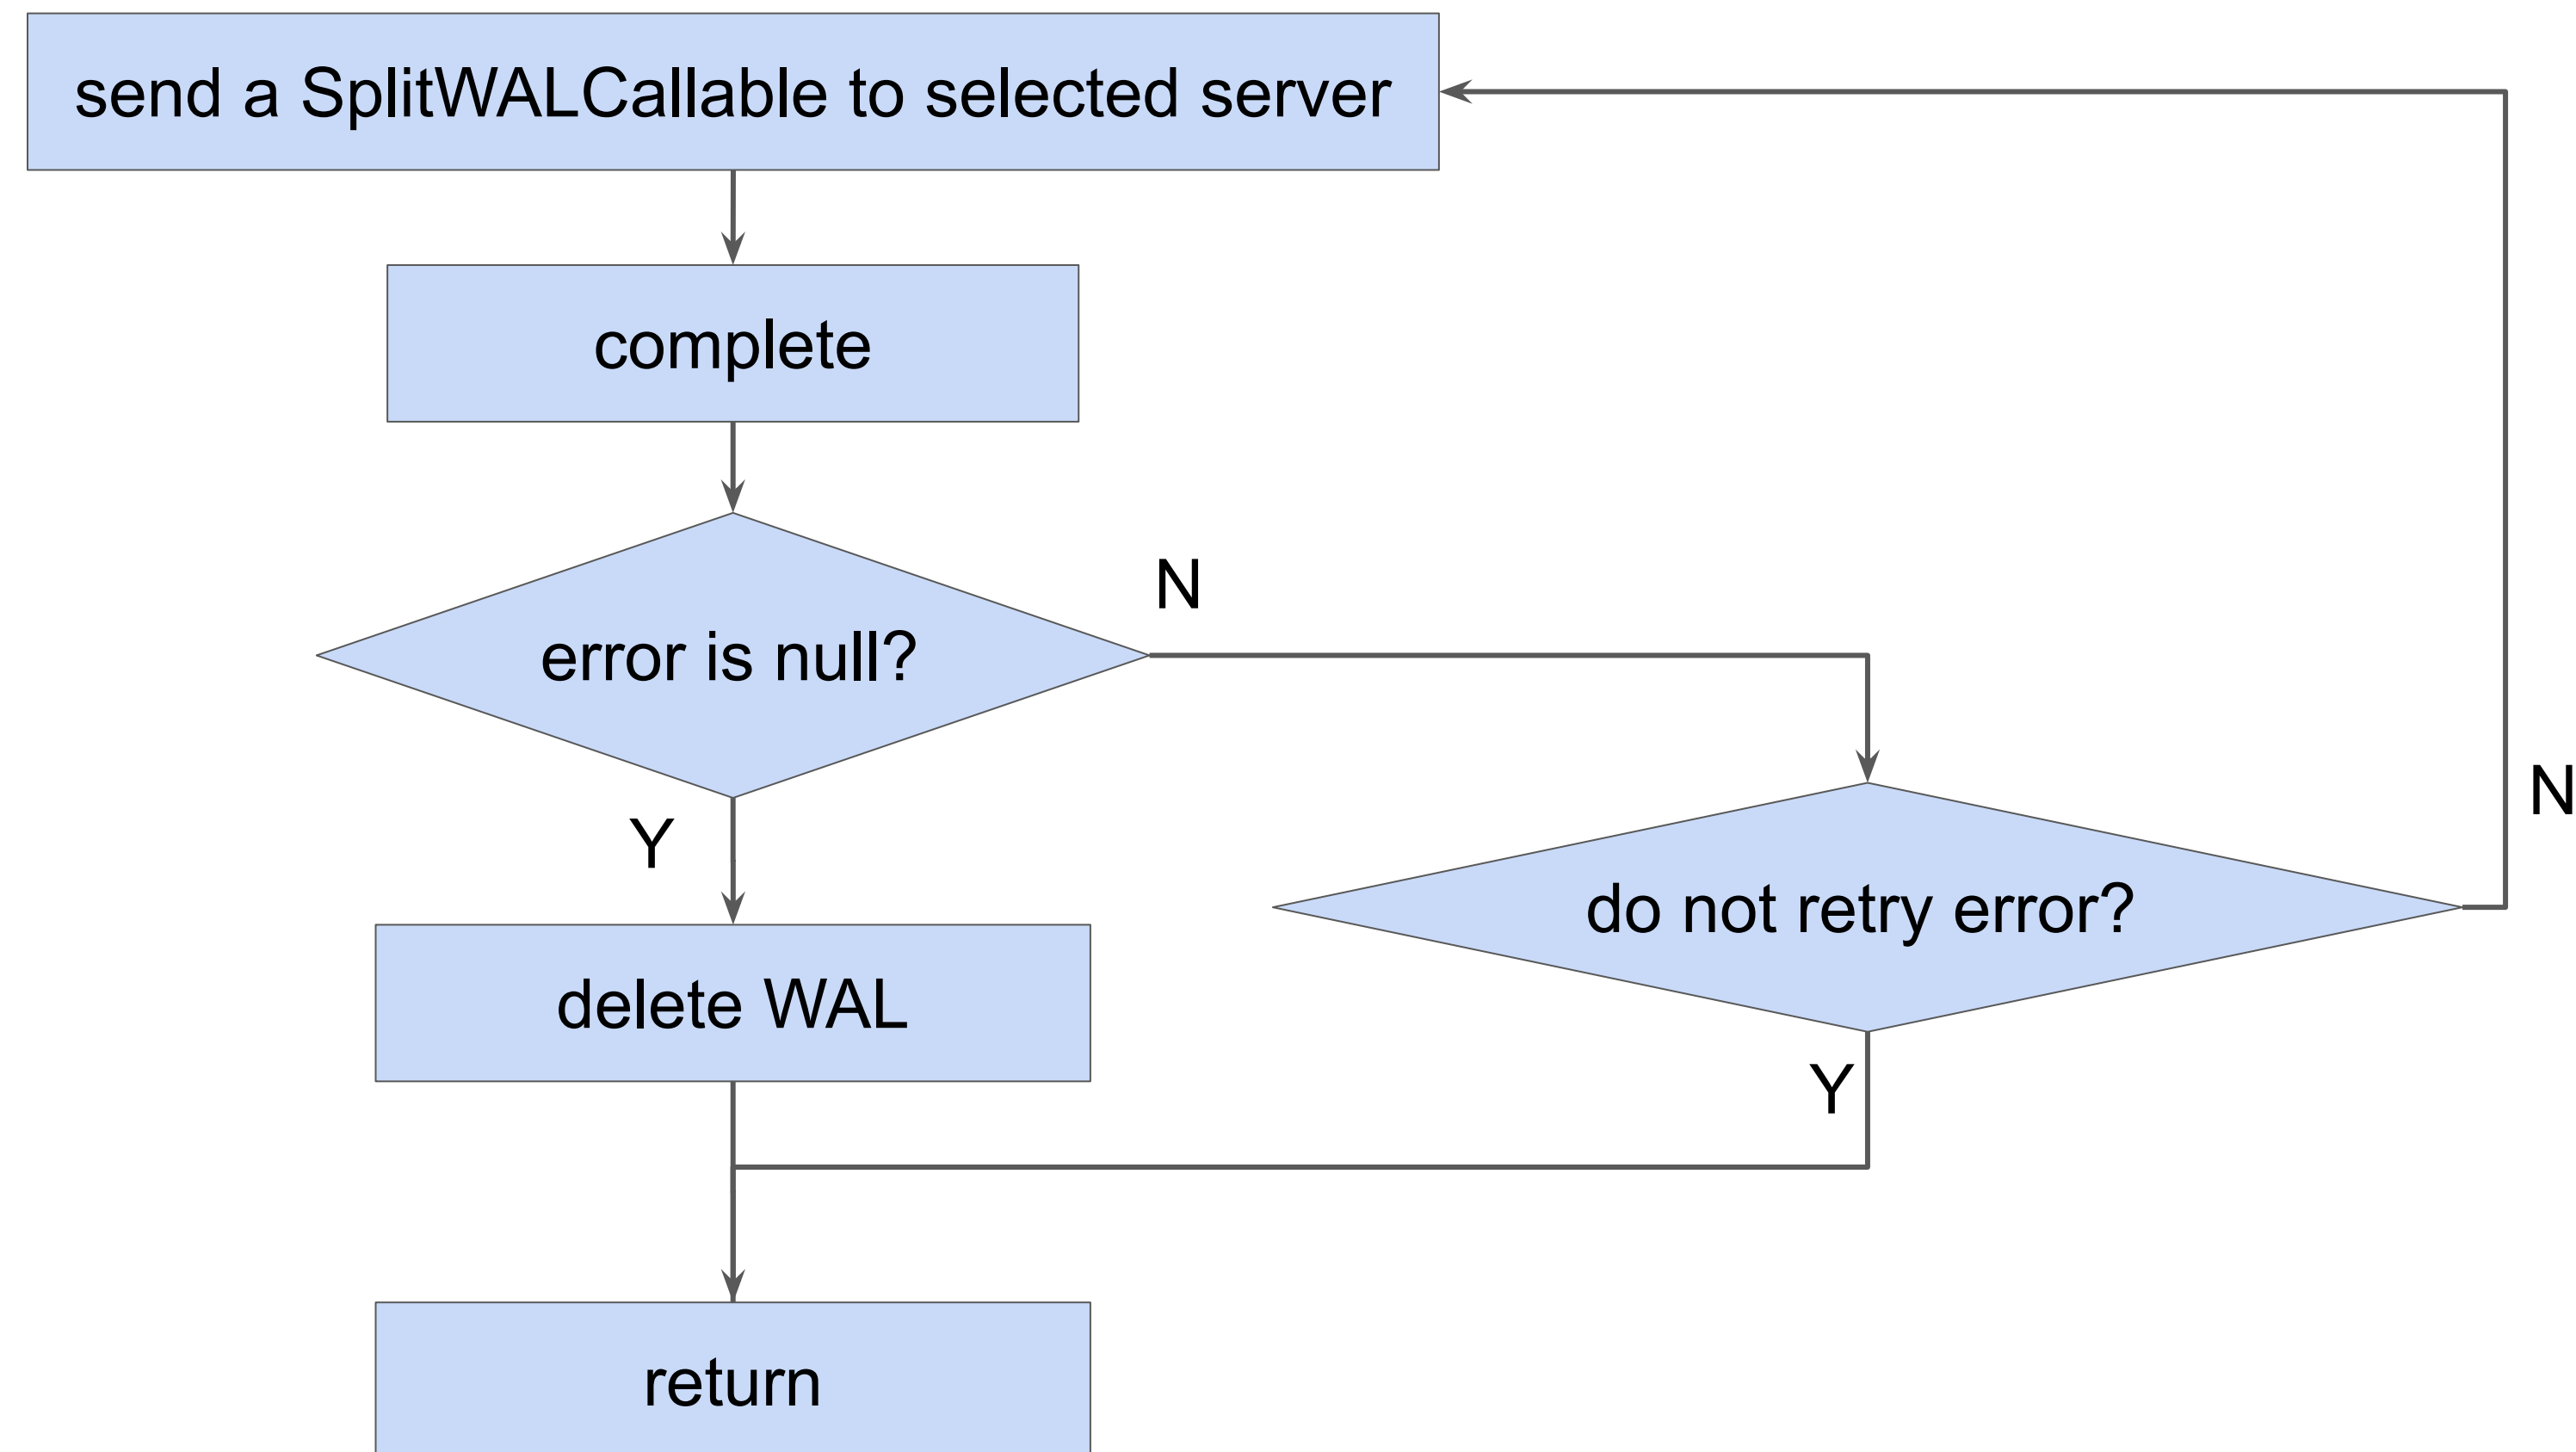 send a SplitWALCallable to selected server
complete
error is null?
N
Y
do not retry error?
N
delete WAL
Y
return